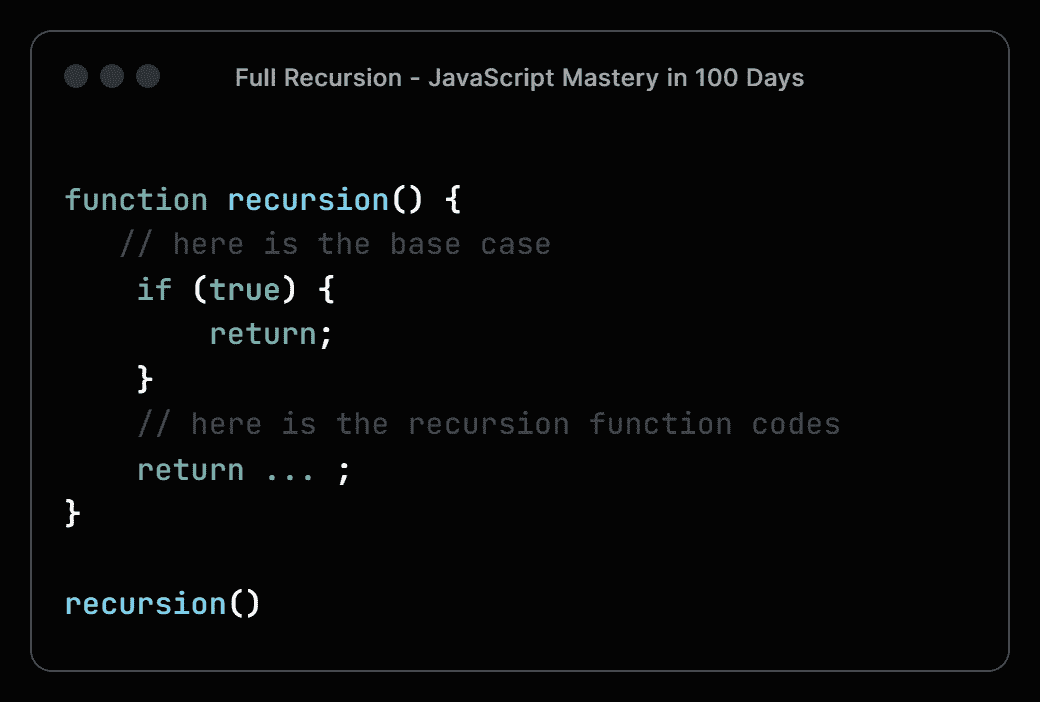 Full Recursion - JavaScript Mastery in 100 Days
function recursion() {
   // here is the base case
    if (true) {
        return;
    }
    // here is the recursion function codes
    return ... ;
}
recursion()